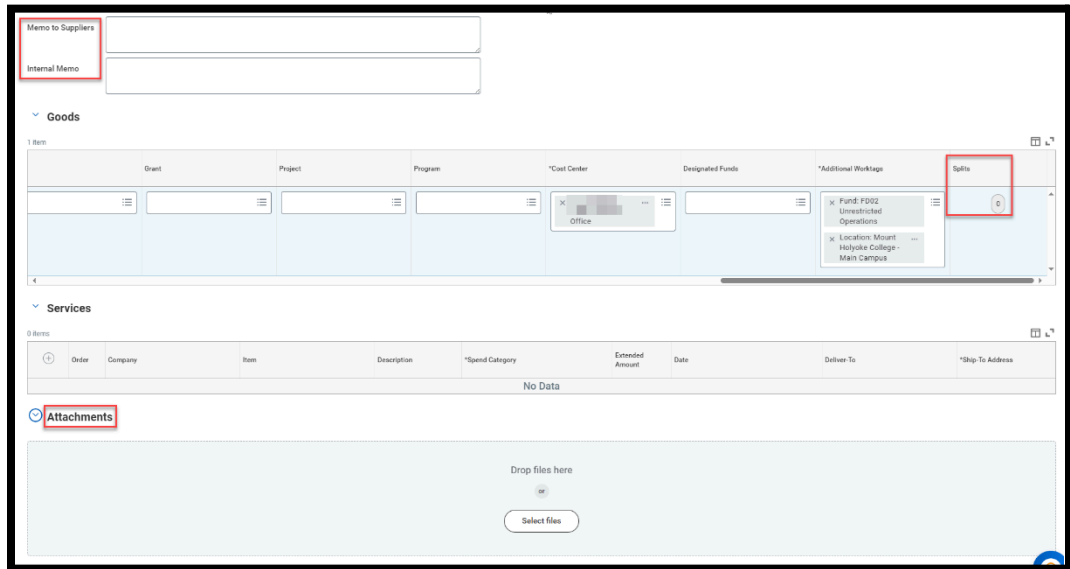 Memo to Suppliers
Internal Memo
Goods
1 item
Grant Project Program *Cost Center Designated Funds *Additional Worktags Splits
× ... × Fund: FD02 0
Office Unrestricted
Operations
× Location: Mount ...
Holyoke College -
Main Campus
Services
0 items
Order Company Item Description *Spend Category Extended Amount Date Deliver-To *Ship-To Address
No Data
Attachments
Drop files here
or
Select files